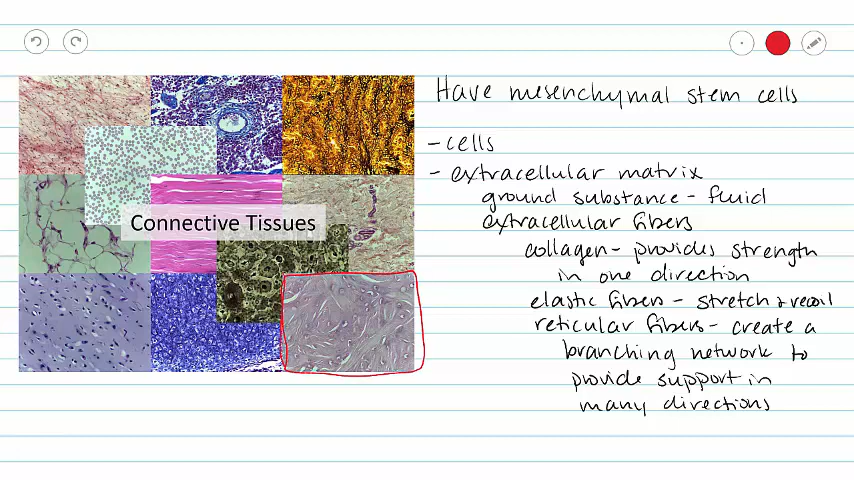 Have mesenchymal stem cells
- cells
- extracellular matrix
ground substance - fluid
extracellular fibers
Connective Tissues
collagen - provides strength
in one direction
elastic fibers - stretch & recoil
reticular fibers - create a
branching network to
provide support in
many directions